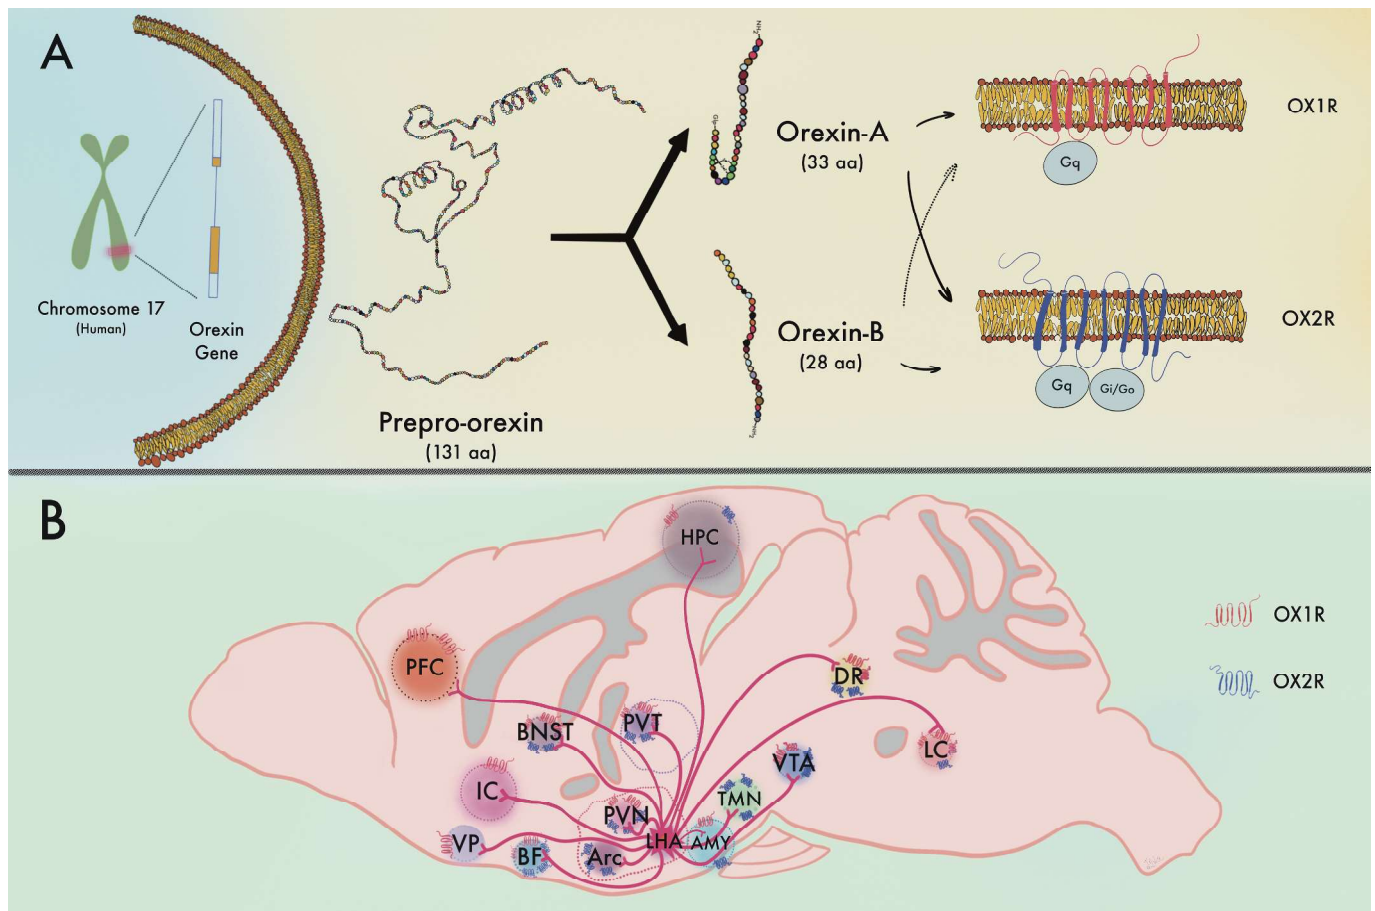 A
Chromosome 17
(Human)
Orexin
Gene
Prepro-orexin
(131 aa)
NH₂
Orexin-A
(33 aa)
Orexin-B
(28 aa)
OX1R
Gq
OX2R
Gq
Gi/Go
B
HPC
PFC
BNST
PVT
DR
IC
VTA
LC
TMN
PVN
VP
BF
Arc
LHA
AMY
OX1R
OX2R